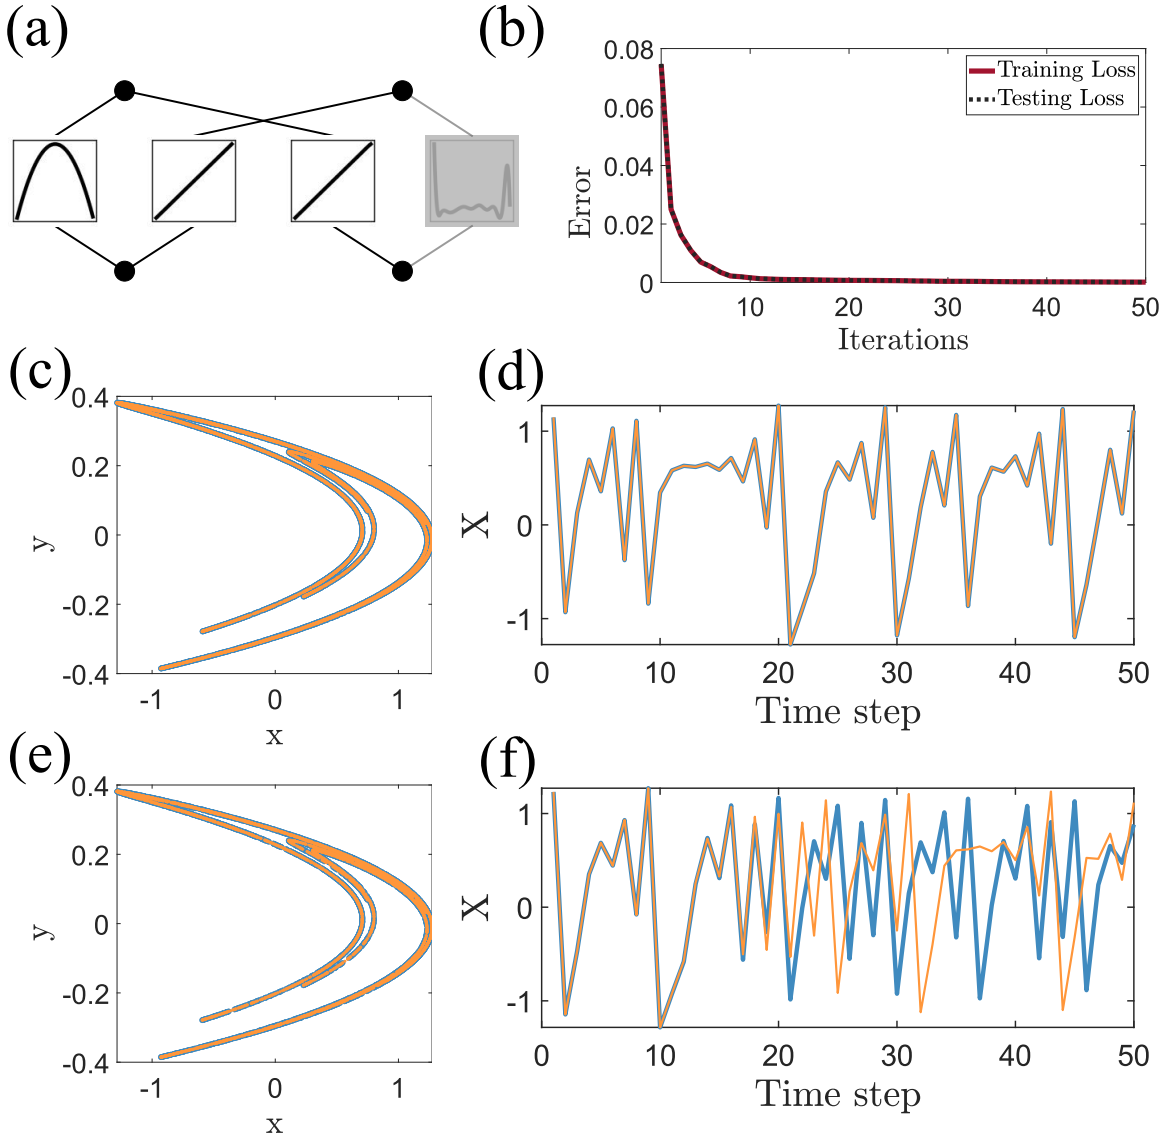 (a)
(b)
0.08
0.06
0.04
0.02
0
Error
Training Loss
Testing Loss
10 20 30 40 50
Iterations
(c)
0.4
0.2
0
-0.2
-0.4
y
-1 0 1
x
(d)
1
0
-1
X
0 10 20 30 40 50
Time step
(e)
0.4
0.2
0
-0.2
-0.4
y
-1 0 1
x
(f)
1
0
-1
X
0 10 20 30 40 50
Time step